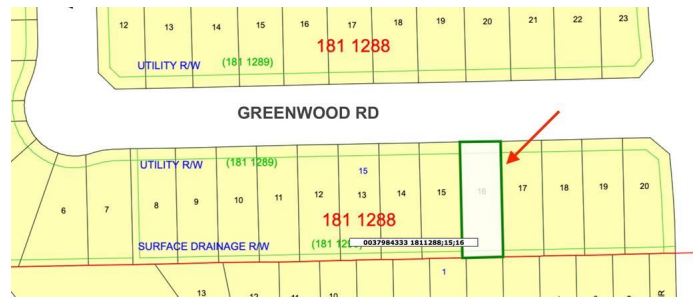 12 13 14 15 16 17 18 19 20 21 22 23
181 1288
UTILITY R/W (181 1289)
GREENWOOD RD
UTILITY R/W (181 1289)
15
6 7 8 9 10 11 12 13 14 15 16 17 18 19 20
181 1288
SURFACE DRAINAGE R/W (181 129
0037984333 1811288;15;16
1
13 12 11 10
R